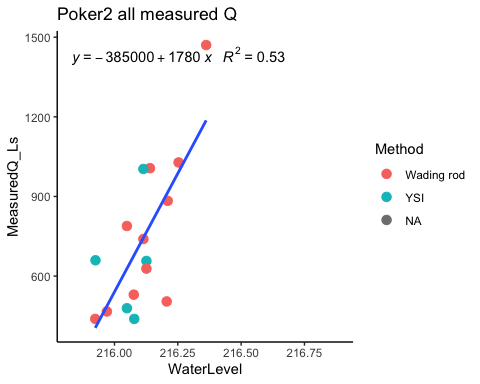 Poker2 all measured Q
y = − 385000 + 1780 x R² = 0.53
1500
1200
900
600
MeasuredQ_Ls
216.00 216.25 216.50 216.75
WaterLevel
Method
Wading rod
YSI
NA